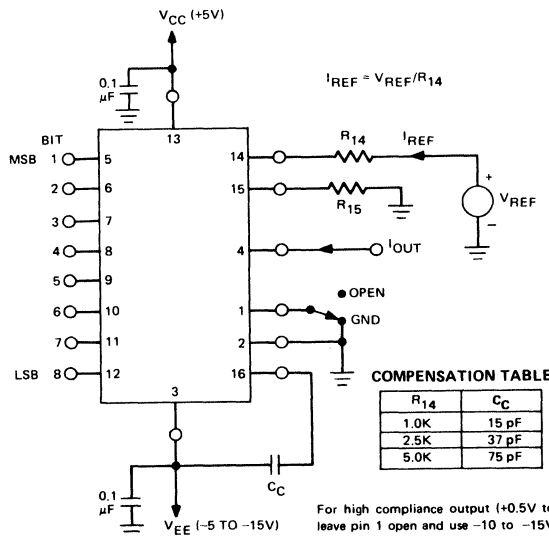 V_CC (+5V)
0.1
μF
I_REF = V_REF/R_14
BIT
13
MSB 1 5
2 6
3 7
4 8
5 9
6 10
7 11
LSB 8 12
14 R_14 I_REF
15 R_15
+
V_REF
−
4 I_OUT
OPEN
1 GND
2
16
3
C_C
0.1
μF
V_EE (−5 TO −15V)
COMPENSATION TABLE
R_14 C_C
1.0K 15 pF
2.5K 37 pF
5.0K 75 pF
For high compliance output (+0.5V to
leave pin 1 open and use −10 to −15V